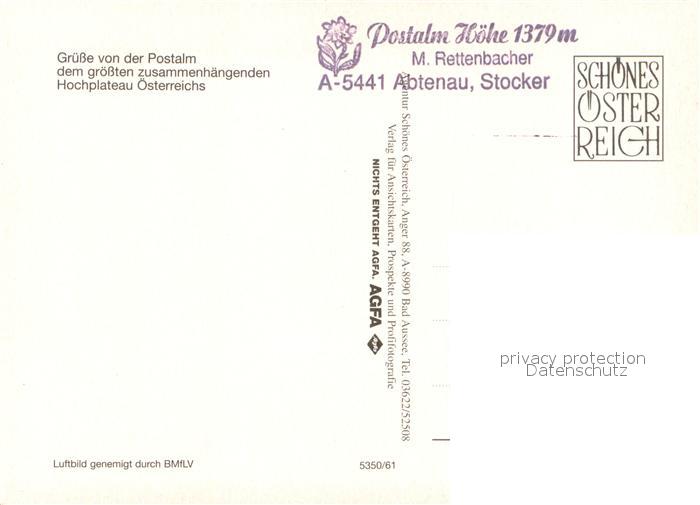 Grüße von der Postalm
dem größten zusammenhängenden
Hochplateau Österreichs
Postalm Höhe 1379 m
M. Rettenbacher
A-5441 Abtenau, Stocker
SCHÖNES
ÖSTER
REICH
Agentur Schönes Österreich, Anger 88, A-8990 Bad Aussee, Tel. 03622/52508
Verlag für Ansichtskarten, Prospekte und Profifotografie
NICHTS ENTGEHT AGFA. AGFA
privacy protection
Datenschutz
Luftbild genemigt durch BMfLV
5350/61